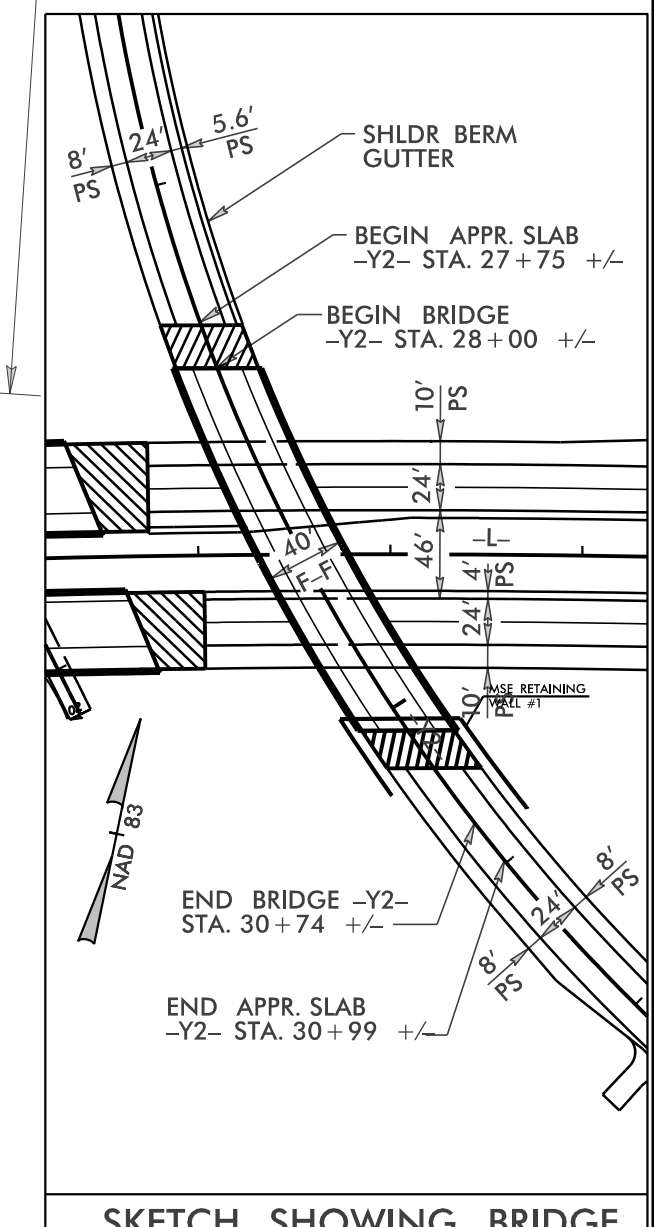 5.6'
PS
24'
8'
PS
SHLDR BERM
GUTTER
BEGIN APPR. SLAB
–Y2– STA. 27+75 +/–
BEGIN BRIDGE
–Y2– STA. 28+00 +/–
10'
PS
24'
46'
–L–
4'
PS
24'
10'
PS
40'
F–F
MSE RETAINING
WALL #1
–Y2–
NAD 83
END BRIDGE –Y2–
STA. 30+74 +/–
END APPR. SLAB
–Y2– STA. 30+99 +/–
8'
PS
24'
8'
PS
SKETCH SHOWING BRIDGE